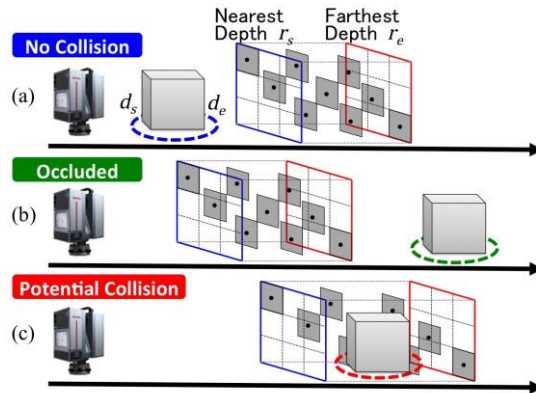 Nearest Farthest
Depth r_s Depth r_e
No Collision
(a)
d_s d_e
Occluded
(b)
Potential Collision
(c)